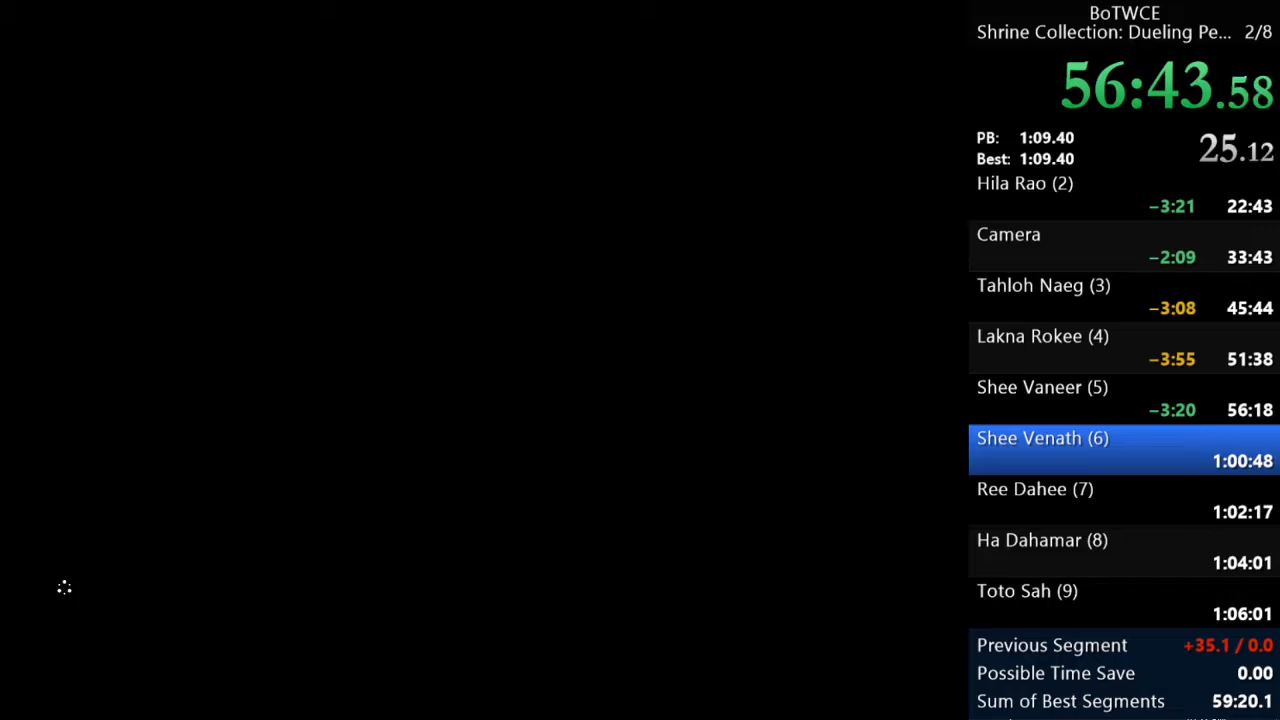 BoTWCE
Shrine Collection: Dueling Pe... 2/8
56:43.58
PB: 1:09.40
Best: 1:09.40
25.12
Hila Rao (2)
−3:21 22:43
Camera
−2:09 33:43
Tahloh Naeg (3)
−3:08 45:44
Lakna Rokee (4)
−3:55 51:38
Shee Vaneer (5)
−3:20 56:18
Shee Venath (6)
1:00:48
Ree Dahee (7)
1:02:17
Ha Dahamar (8)
1:04:01
Toto Sah (9)
1:06:01
Previous Segment +35.1 / 0.0
Possible Time Save 0.00
Sum of Best Segments 59:20.1